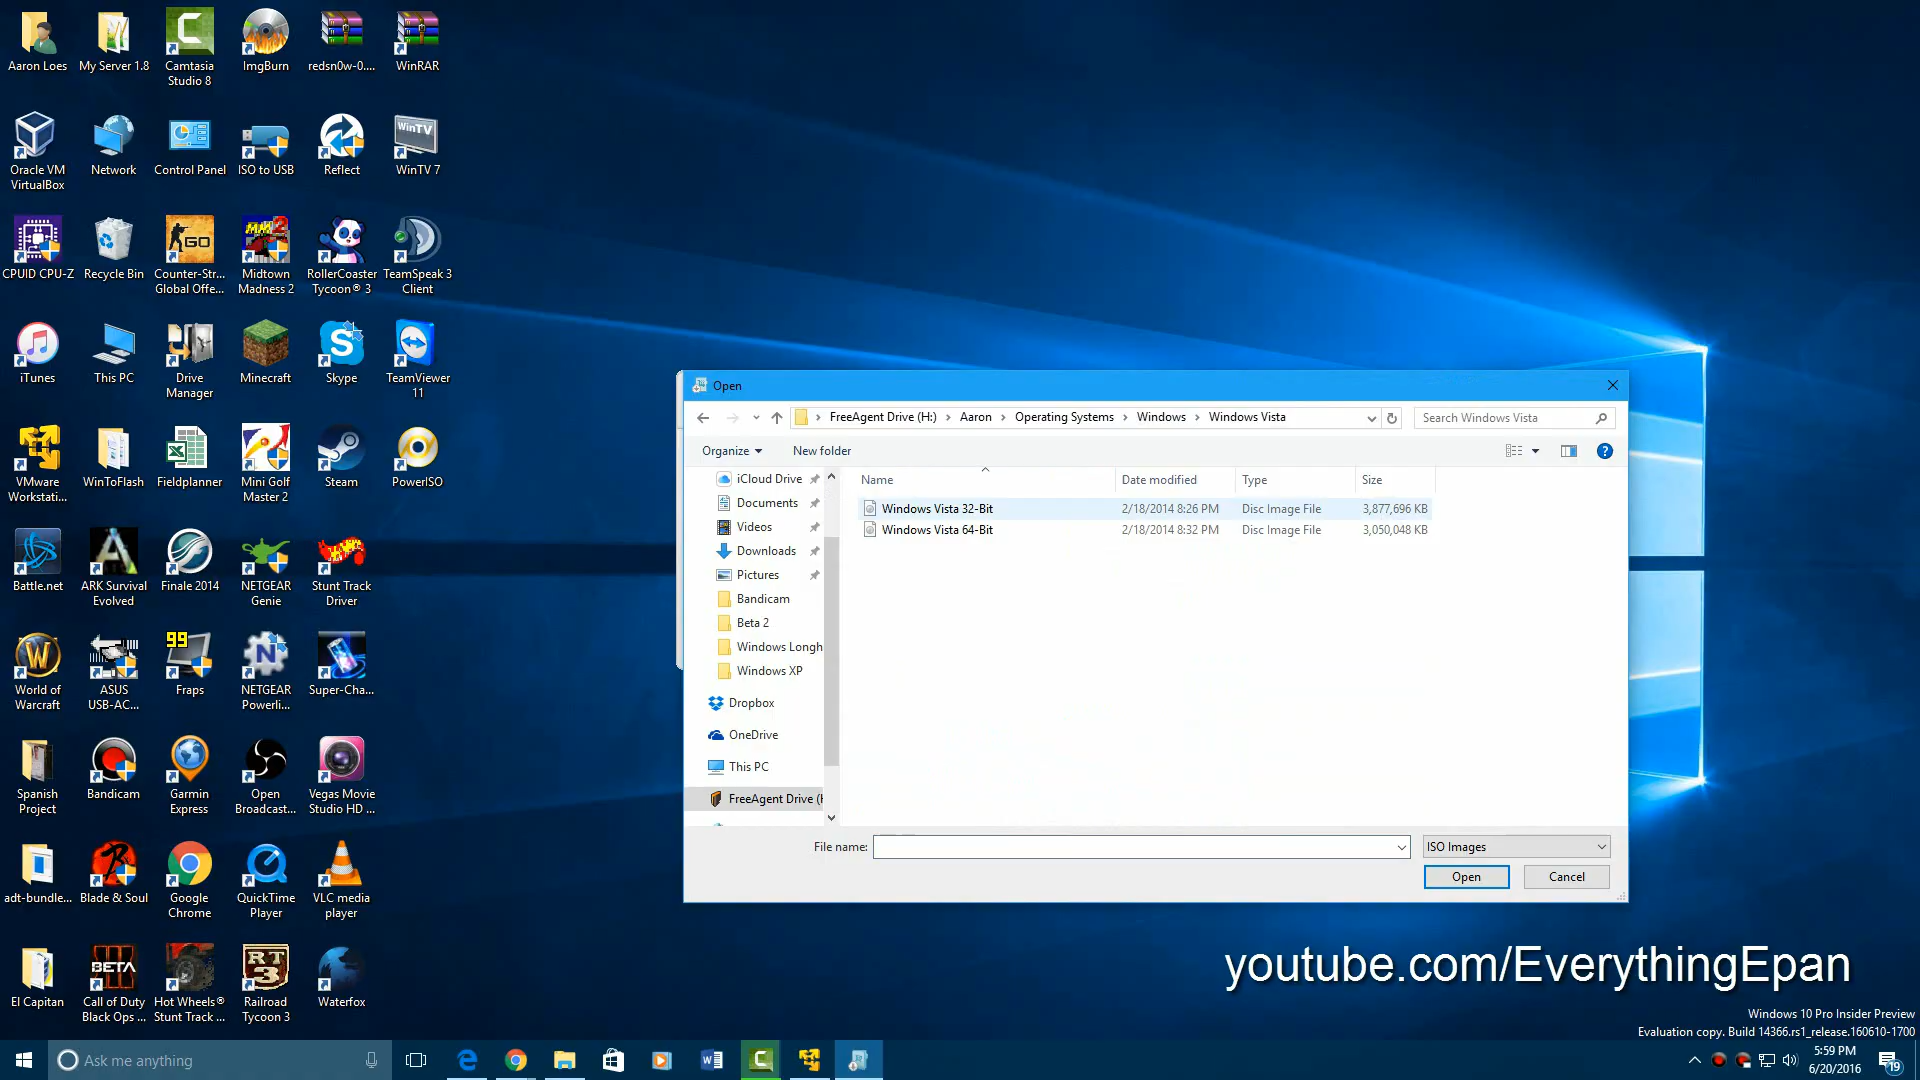 Aaron Loes
My Server 1.8
Camtasia
Studio 8
ImgBurn
redsn0w-0....
WinRAR
Oracle VM
VirtualBox
Network
Control Panel
ISO to USB
Reflect
WinTV
WinTV 7
CPUID CPU-Z
Recycle Bin
GO
Counter-Str...
Global Offe...
MM2
Midtown
Madness 2
RollerCoaster
Tycoon® 3
TeamSpeak 3
Client
iTunes
This PC
Drive
Manager
Minecraft
Skype
TeamViewer
11
VMware
Workstati...
WinToFlash
Fieldplanner
Mini Golf
Master 2
Steam
PowerISO
Battle.net
ARK Survival
Evolved
Finale 2014
NETGEAR
Genie
Stunt Track
Driver
World of
Warcraft
ASUS
USB-AC...
99
Fraps
NETGEAR
Powerli...
Super-Cha...
Spanish
Project
Bandicam
Garmin
Express
Open
Broadcast...
Vegas Movie
Studio HD ...
adt-bundle...
Blade & Soul
Google
Chrome
QuickTime
Player
VLC media
player
El Capitan
BETA
Call of Duty
Black Ops ...
Hot Wheels®
Stunt Track ...
RT
3
Railroad
Tycoon 3
Waterfox
Open
FreeAgent Drive (H:) > Aaron > Operating Systems > Windows > Windows Vista
Search Windows Vista
Organize
New folder
iCloud Drive
Documents
Videos
Downloads
Pictures
Bandicam
Beta 2
Windows Longh
Windows XP
Dropbox
OneDrive
This PC
FreeAgent Drive (H
Name Date modified Type Size
Windows Vista 32-Bit 2/18/2014 8:26 PM Disc Image File 3,877,696 KB
Windows Vista 64-Bit 2/18/2014 8:32 PM Disc Image File 3,050,048 KB
File name:
ISO Images
Open
Cancel
youtube.com/EverythingEpan
Windows 10 Pro Insider Preview
Evaluation copy. Build 14366.rs1_release.160610-1700
Ask me anything
5:59 PM
6/20/2016
19